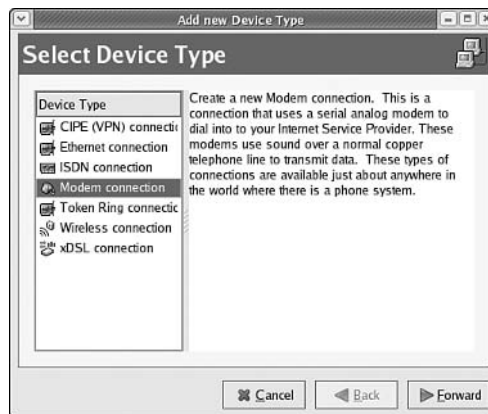 Add new Device Type
Select Device Type
Device Type
CIPE (VPN) connectic
Ethernet connection
ISDN connection
Modem connection
Token Ring connectic
Wireless connection
xDSL connection
Create a new Modem connection. This is a
connection that uses a serial analog modem to
dial into to your Internet Service Provider. These
modems use sound over a normal copper
telephone line to transmit data. These types of
connections are available just about anywhere in
the world where there is a phone system.
Cancel
Back
Forward